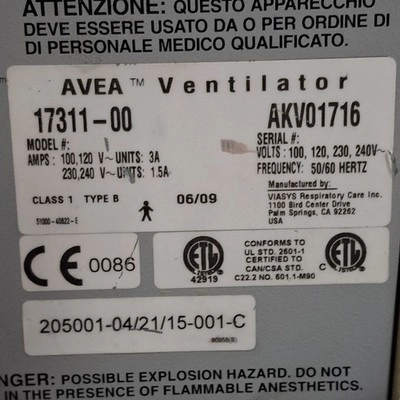 ATTENZIONE: QUESTO APPARECCHIO
DEVE ESSERE USATO DA O PER ORDINE DI
DI PERSONALE MEDICO QUALIFICATO.
AVEA™ Ventilator
17311-00 AKV01716
MODEL #: SERIAL #:
AMPS: 100,120 V~ UNITS: 3A VOLTS: 100, 120, 230, 240V~
230,240 V~ UNITS: 1.5A FREQUENCY: 50/60 HERTZ
Manufactured by:
CLASS 1 TYPE B 06/09 VIASYS Respiratory Care Inc.
1100 Bird Center Drive
Palm Springs, CA 92262
51000-40822-E USA
CE 0086
ETL CONFORMS TO ETL
UL STD. 2601-1
CERTIFIED TO
42919 CAN/CSA STD. C
C22.2 NO. 601.1-M90
205001-04/21/15-001-C
NGER: POSSIBLE EXPLOSION HAZARD. DO NOT
IN THE PRESENCE OF FLAMMABLE ANESTHETICS.